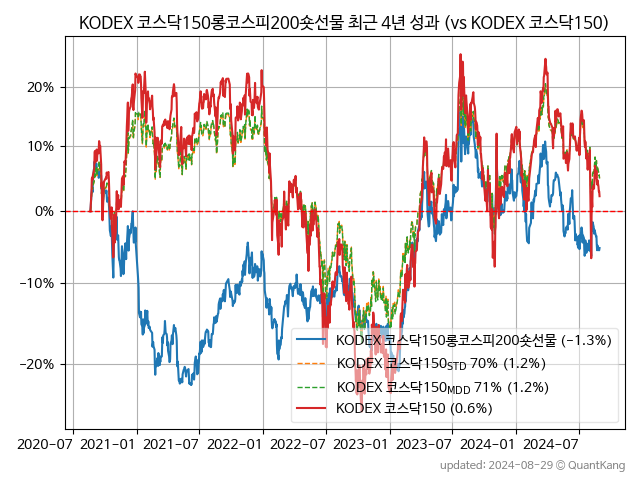 KODEX 코스닥150롱코스피200숏선물 최근 4년 성과 (vs KODEX 코스닥150)
20%
10%
0%
−10%
−20%
KODEX 코스닥150롱코스피200숏선물 (−1.3%)
KODEX 코스닥150STD 70% (1.2%)
KODEX 코스닥150MDD 71% (1.2%)
KODEX 코스닥150 (0.6%)
2020-07 2021-01 2021-07 2022-01 2022-07 2023-01 2023-07 2024-01 2024-07
updated: 2024-08-29 © QuantKang